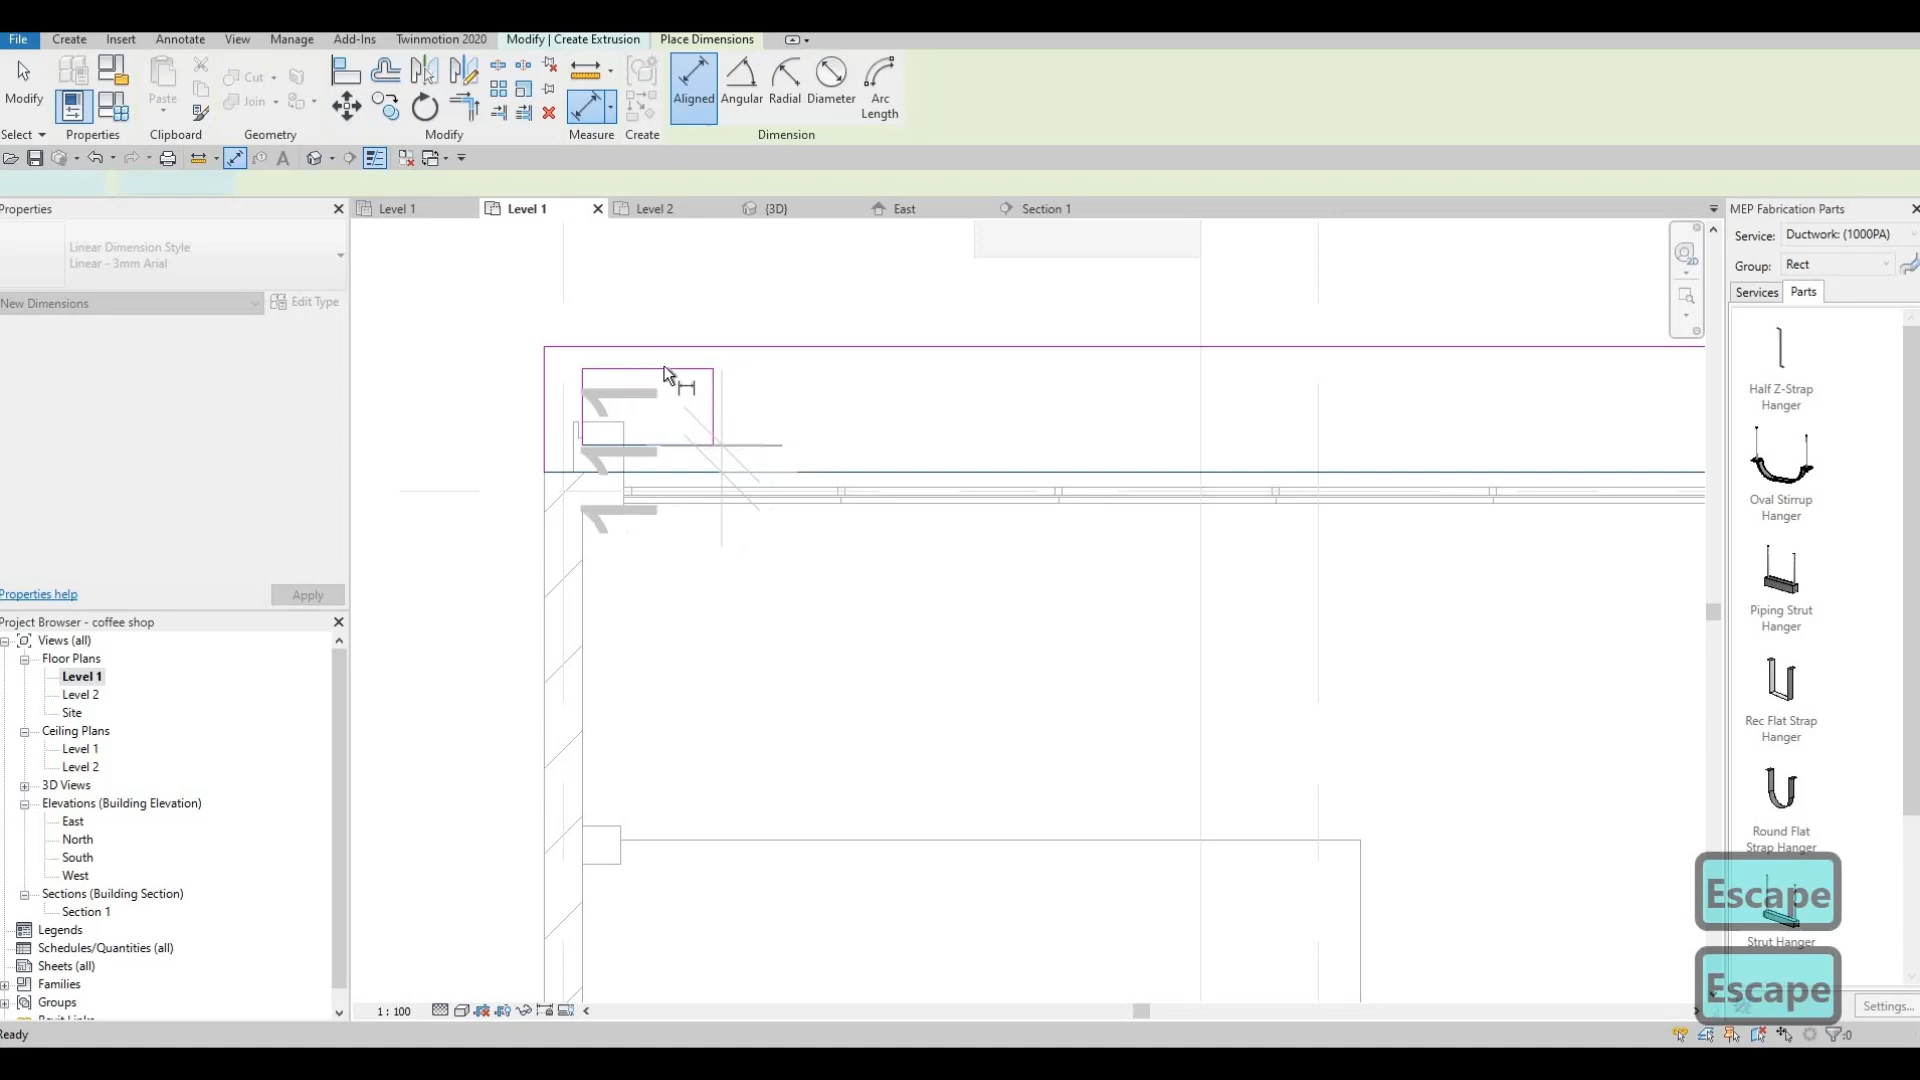 File Create Insert Annotate View Manage Add-Ins Twinmotion 2020 Modify | Create Extrusion Place Dimensions
Modify
Paste
Cut
Join
Aligned Angular Radial Diameter Arc Length
Select Properties Clipboard Geometry Modify Measure Create Dimension
Properties
Level 1 Level 1 Level 2 {3D} East Section 1
MEP Fabrication Parts
Linear Dimension Style
Linear - 3mm Arial
New Dimensions Edit Type
Service: Ductwork: (1000PA)
Group: Rect
Services Parts
2D
1
1
1
Half Z-Strap
Hanger
Oval Stirrup
Hanger
Piping Strut
Hanger
Rec Flat Strap
Hanger
Round Flat
Strap Hanger
Strut Hanger
Properties help Apply
Project Browser - coffee shop
Views (all)
Floor Plans
Level 1
Level 2
Site
Ceiling Plans
Level 1
Level 2
3D Views
Elevations (Building Elevation)
East
North
South
West
Sections (Building Section)
Section 1
Legends
Schedules/Quantities (all)
Sheets (all)
Families
Groups
Revit Links
Escape
Escape
1 : 100
Settings...
Ready
:0